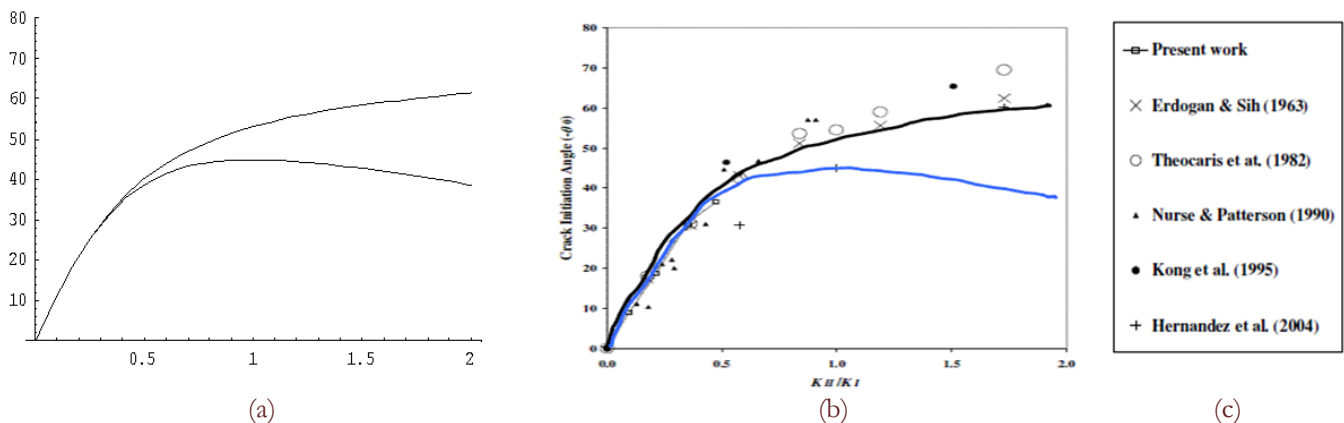 80
70
60
50
40
30
20
10
0.5 1 1.5 2
(a)
80
70
60
50
40
30
20
10
0
Crack Initiation Angle (-θ0)
0.0 0.5 1.0 1.5 2.0
KII/KI
(b)
Present work
Erdogan & Sih (1963)
Theocaris et at. (1982)
Nurse & Patterson (1990)
Kong et al. (1995)
Hernandez et al. (2004)
(c)